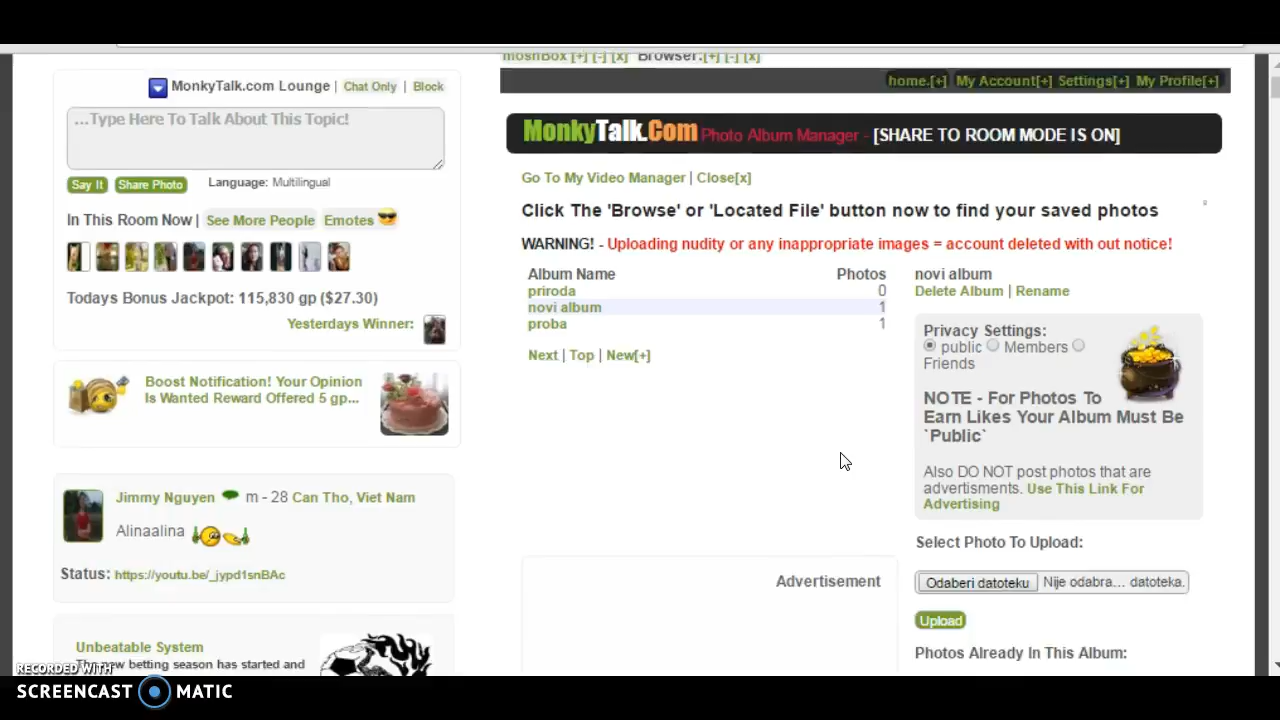 moshBox [+] [-] [x] Browser:[+] [-] [x]
home.[+] My Account[+] Settings[+] My Profile[+]
MonkyTalk.com Lounge | Chat Only | Block
...Type Here To Talk About This Topic!
Say It Share Photo Language: Multilingual
In This Room Now | See More People Emotes
Todays Bonus Jackpot: 115,830 gp ($27.30)
Yesterdays Winner:
Boost Notification! Your Opinion
Is Wanted Reward Offered 5 gp...
Jimmy Nguyen m - 28 Can Tho, Viet Nam
Alinaalina
Status: https://youtu.be/_jypd1snBAc
Unbeatable System
The new betting season has started and
MonkyTalk.Com Photo Album Manager - [SHARE TO ROOM MODE IS ON]
Go To My Video Manager | Close[x]
Click The 'Browse' or 'Located File' button now to find your saved photos
WARNING! - Uploading nudity or any inappropriate images = account deleted with out notice!
Album Name Photos
priroda 0
novi album 1
proba 1
Next | Top | New[+]
Advertisement
novi album
Delete Album | Rename
Privacy Settings:
public Members
Friends
NOTE - For Photos To
Earn Likes Your Album Must Be
`Public`
Also DO NOT post photos that are
advertisments. Use This Link For
Advertising
Select Photo To Upload:
Odaberi datoteku Nije odabra... datoteka.
Upload
Photos Already In This Album:
RECORDED WITH
SCREENCAST MATIC